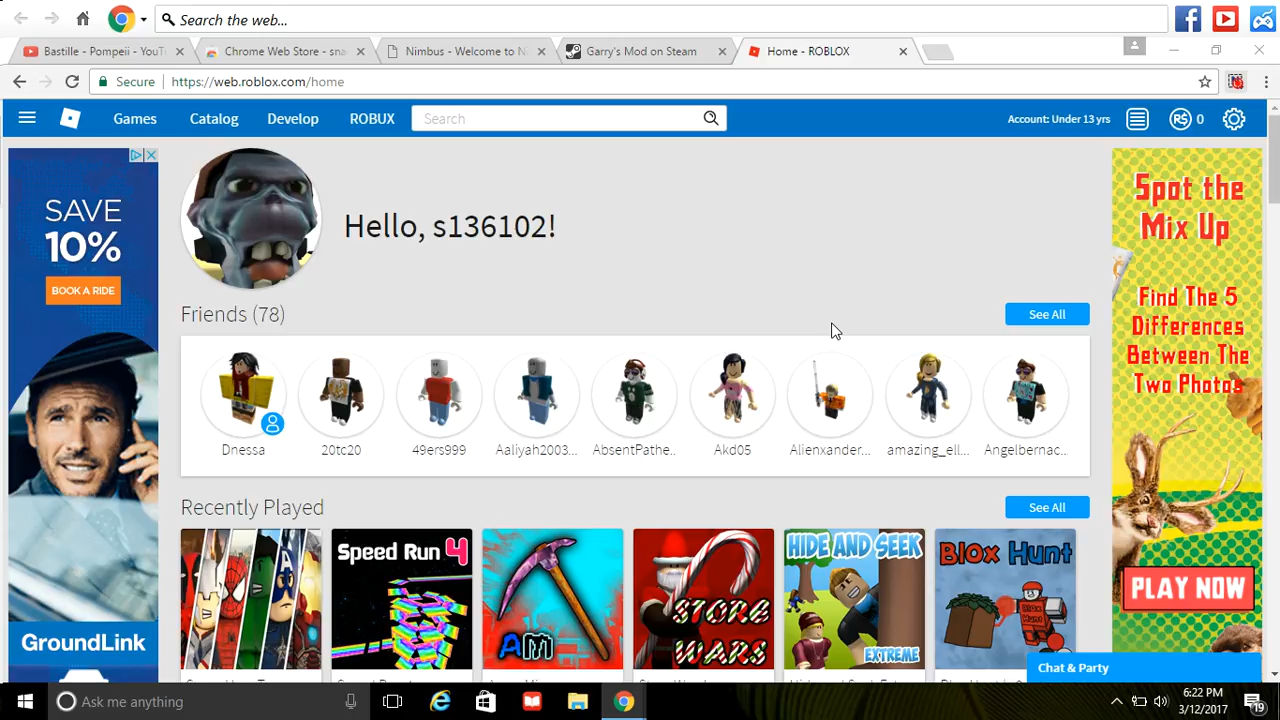 Search the web...
Bastille - Pompeii - YouT
Chrome Web Store - sna
Nimbus - Welcome to N
Garry's Mod on Steam
Home - ROBLOX
Secure
https://web.roblox.com/home
Games Catalog Develop ROBUX
Search
Account: Under 13 yrs
R$ 0
SAVE
10%
BOOK A RIDE
GroundLink
Hello, s136102!
Friends (78)
See All
Dnessa
20tc20
49ers999
Aaliyah2003...
AbsentPathe..
Akd05
Alienxander...
amazing_ell...
Angelbernac...
Recently Played
See All
Speed Run 4
AM
STORE
WARS
HIDE AND SEEK
EXTREME
Blox Hunt
Spot the
Mix Up
Find The 5
Differences
Between The
Two Photos
PLAY NOW
Chat & Party
Ask me anything
6:22 PM
3/12/2017
19